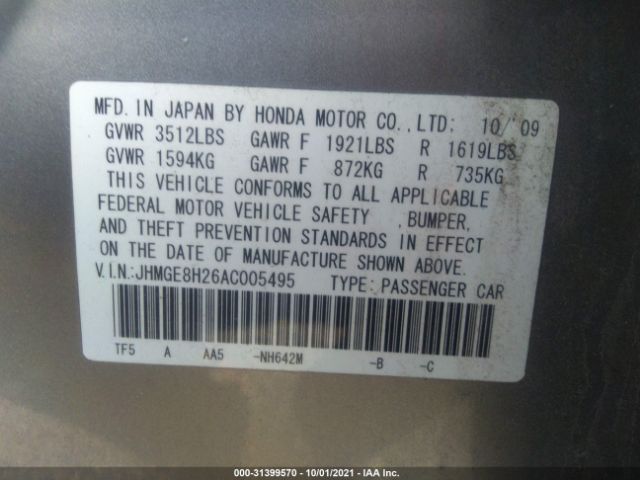 MFD. IN JAPAN BY HONDA MOTOR CO., LTD: 10/'09
GVWR 3512LBS GAWR F 1921LBS R 1619LBS
GVWR 1594KG GAWR F 872KG R 735KG
THIS VEHICLE CONFORMS TO ALL APPLICABLE
FEDERAL MOTOR VEHICLE SAFETY ,BUMPER,
AND THEFT PREVENTION STANDARDS IN EFFECT
ON THE DATE OF MANUFACTURE SHOWN ABOVE.
V.I.N:JHMGE8H26AC005495 TYPE:PASSENGER CAR
TF5 A AA5 -NH642M -B -C
000-31399570 - 10/01/2021 - IAA Inc.